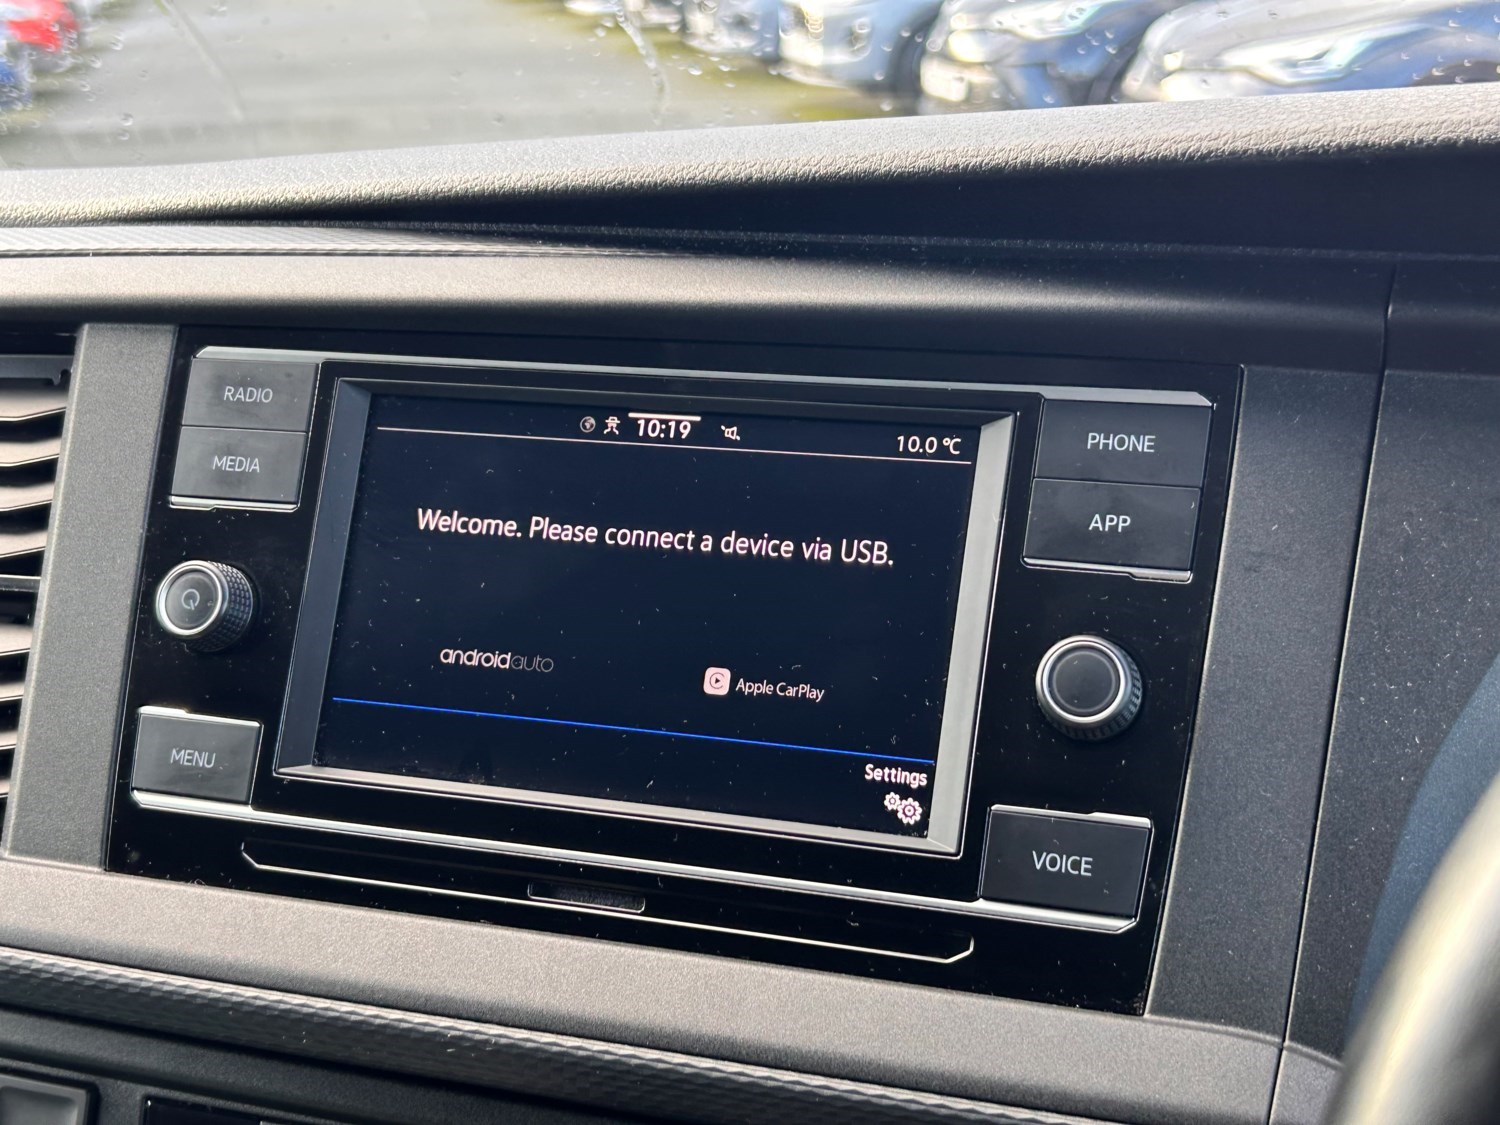 RADIO
MEDIA
MENU
10:19
10.0 °C
Welcome. Please connect a device via USB.
androidauto
Apple CarPlay
Settings
PHONE
APP
VOICE